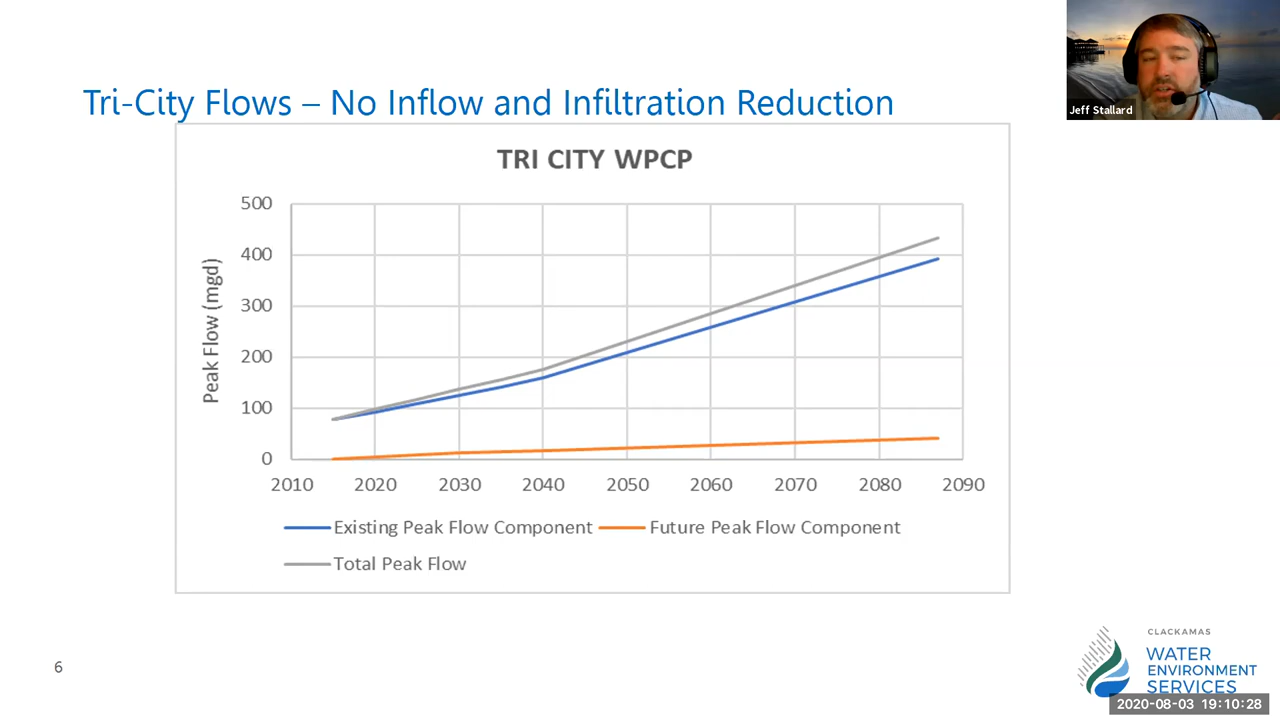 Jeff Stallard
Tri-City Flows – No Inflow and Infiltration Reduction
TRI CITY WPCP
Peak Flow (mgd)
500
400
300
200
100
0
2010 2020 2030 2040 2050 2060 2070 2080 2090
Existing Peak Flow Component Future Peak Flow Component
Total Peak Flow
6
CLACKAMAS
WATER
ENVIRONMENT
SERVICES
2020-08-03 19:10:28